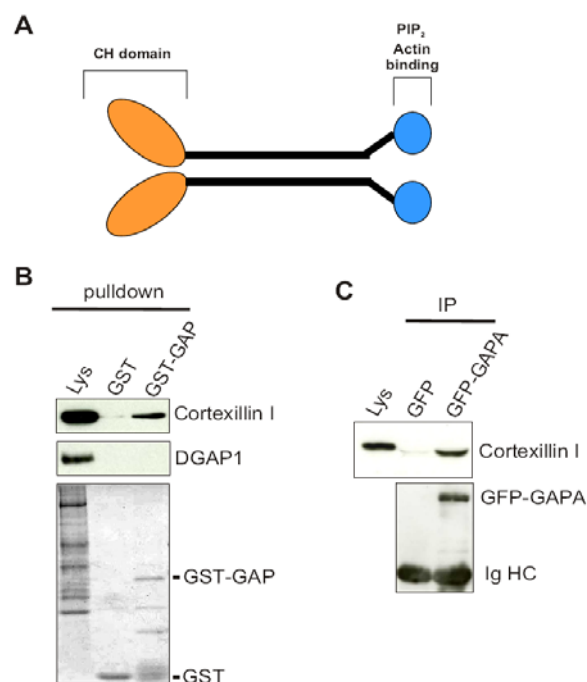 A
CH domain
PIP₂
Actin
binding
B
pulldown
Lys
GST
GST-GAP
Cortexillin I
DGAP1
GST-GAP
GST
C
IP
Lys
GFP
GFP-GAPA
Cortexillin I
GFP-GAPA
Ig HC